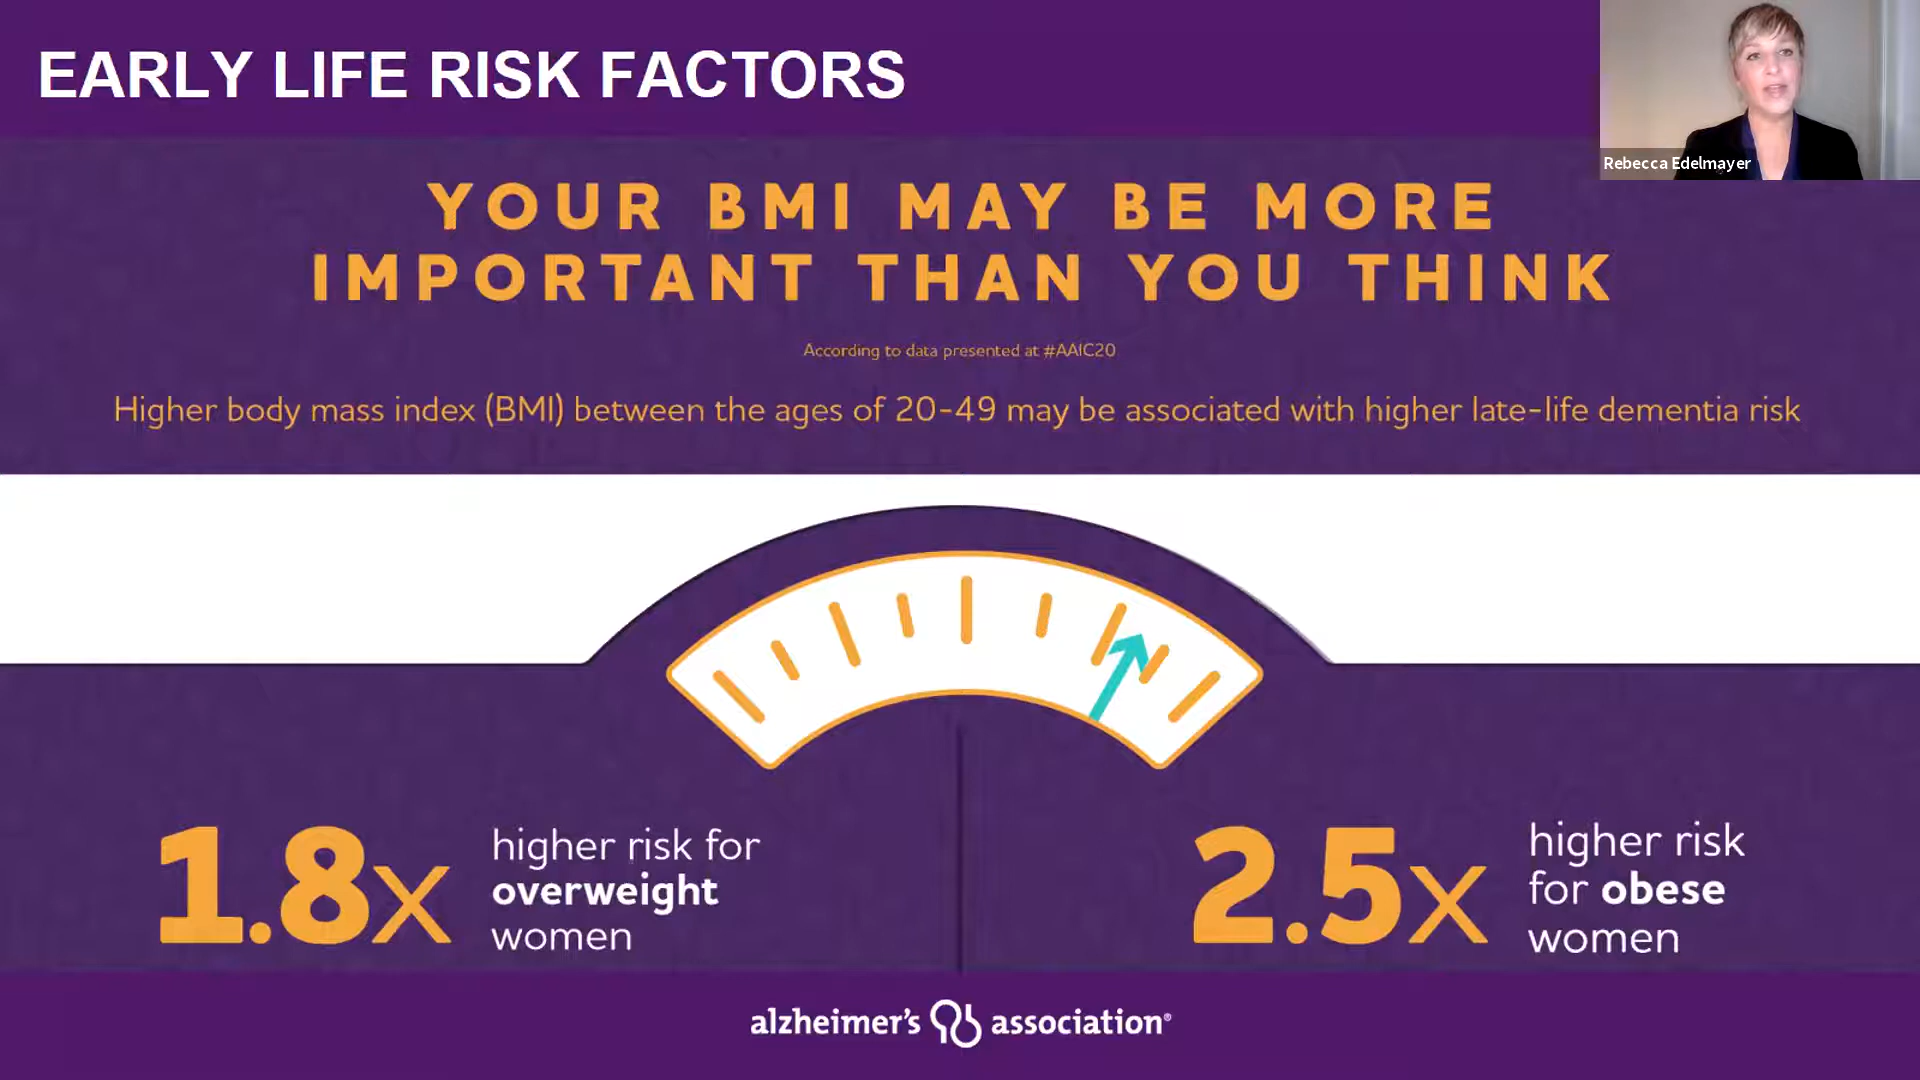 EARLY LIFE RISK FACTORS
Rebecca Edelmayer
YOUR BMI MAY BE MORE
IMPORTANT THAN YOU THINK
According to data presented at #AAIC20
Higher body mass index (BMI) between the ages of 20-49 may be associated with higher late-life dementia risk
1.8X
higher risk for
overweight
women
2.5X
higher risk
for obese
women
alzheimer's association®